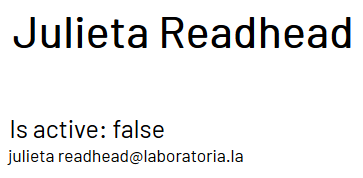 Julieta Readhead
Is active: false
julieta readhead@laboratoria.la